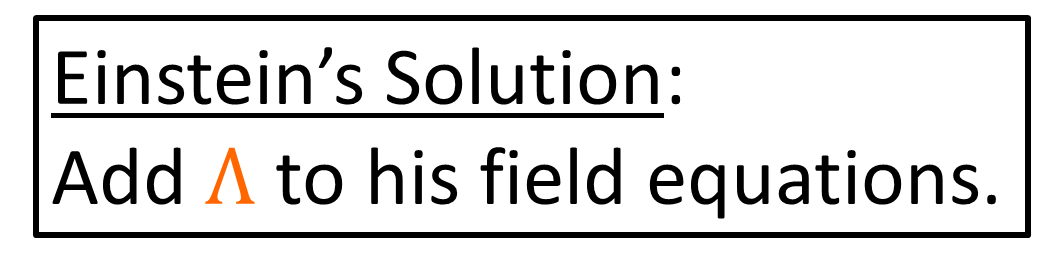 Einstein’s Solution:
Add Λ to his field equations.